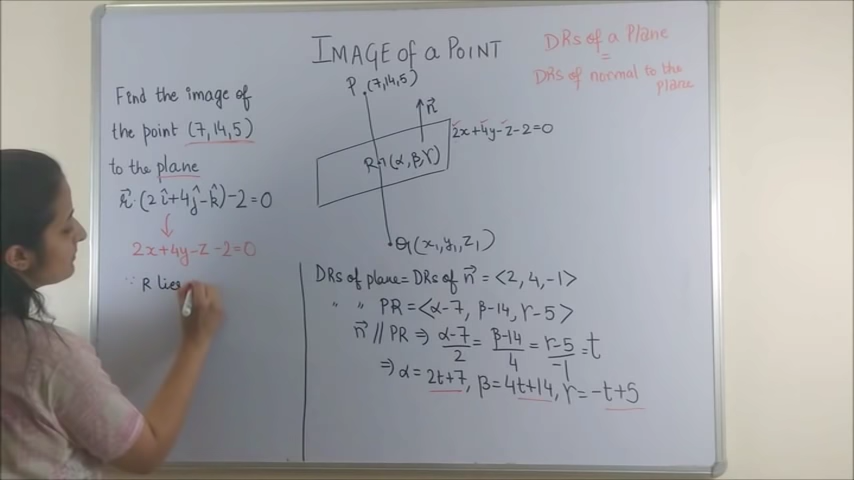 IMAGE of a POINT
DRs of a Plane
=
DRs of normal to the
plane
Find the image of
the point (7,14,5)
to the plane
r⃗·(2î+4ĵ-k̂)-2=0
2x+4y-z-2=0
∵ R lies
P.(7,14,5)
n⃗
2x+4y-z-2=0
R (α,β,γ)
Q(x₁,y₁,z₁)
DRs of plane = DRs of n⃗ = <2, 4, -1>
" " PR = <α-7, β-14, γ-5>
n⃗ // PR ⇒ α-7/2 = β-14/4 = γ-5/-1 = t
⇒ α = 2t+7, β = 4t+14, γ = -t+5